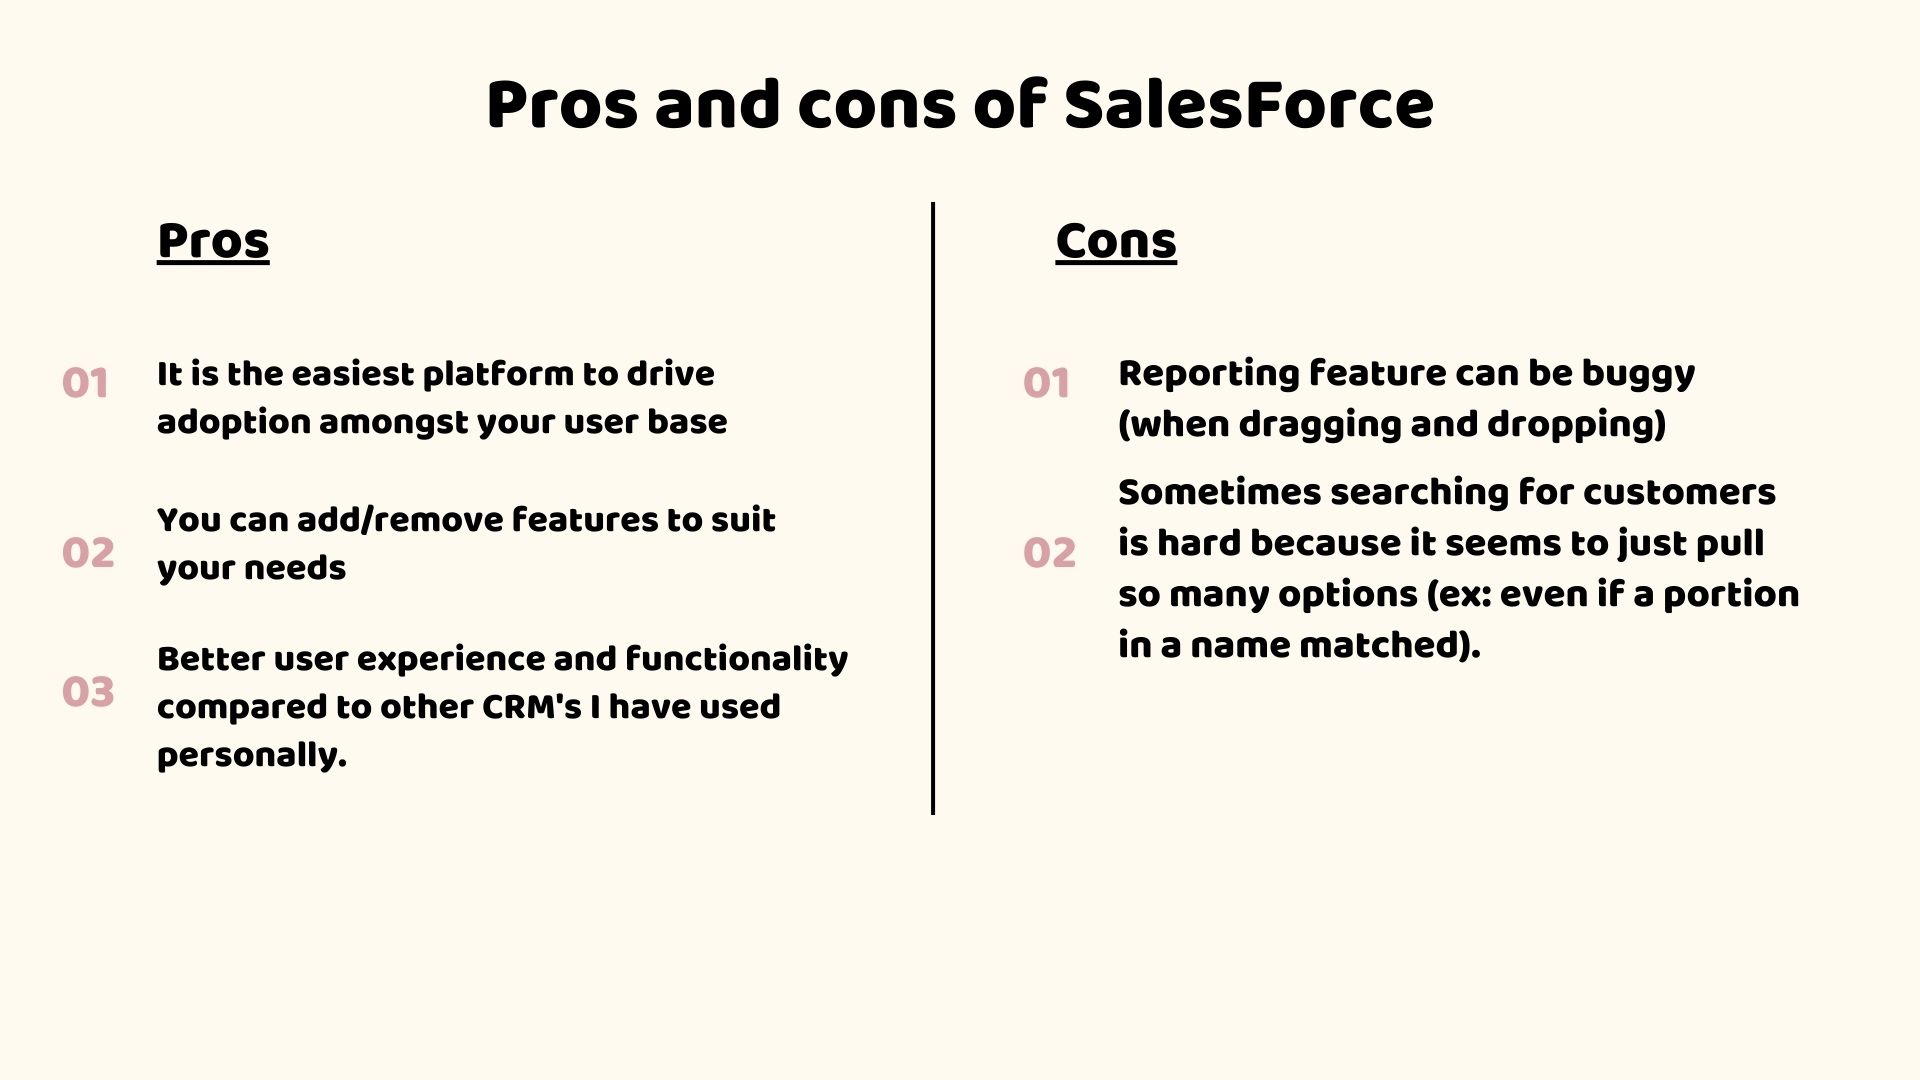 Pros and cons of SalesForce
Pros
01
It is the easiest platform to drive
adoption amongst your user base
02
You can add/remove features to suit
your needs
03
Better user experience and functionality
compared to other CRM's I have used
personally.
Cons
01
Reporting feature can be buggy
(when dragging and dropping)
02
Sometimes searching for customers
is hard because it seems to just pull
so many options (ex: even if a portion
in a name matched).